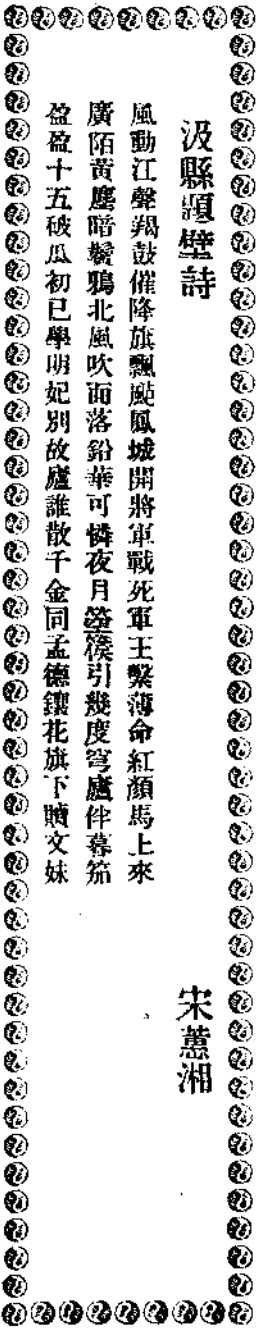 汲縣題壁詩
宋蕙湘
風動江聲羯鼓催降旗飄颭鳳城開將軍戰死軍王繫薄命紅顏馬上來
廣陌黃塵暗鬢鴉北風吹面落鉛華可憐夜月箜篌引幾度穹廬伴暮笳
盈盈十五破瓜初已學明妃別故廬誰散千金同孟德鑲花旗下贖文妹